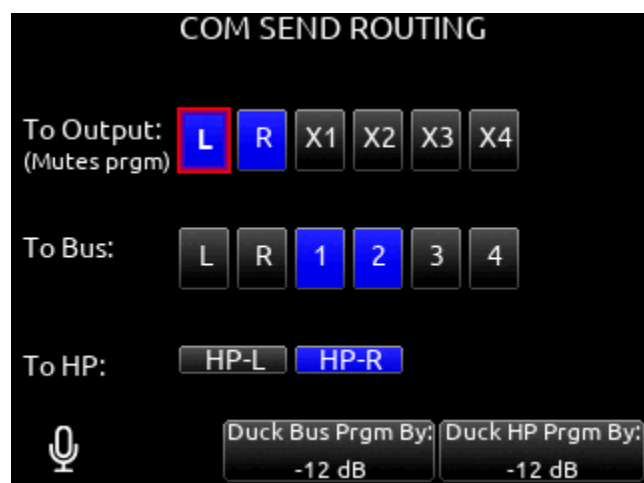 COM SEND ROUTING
To Output: L R X1 X2 X3 X4
(Mutes prgm)
To Bus: L R 1 2 3 4
To HP: HP-L HP-R
Duck Bus Prgm By: Duck HP Prgm By:
-12 dB -12 dB